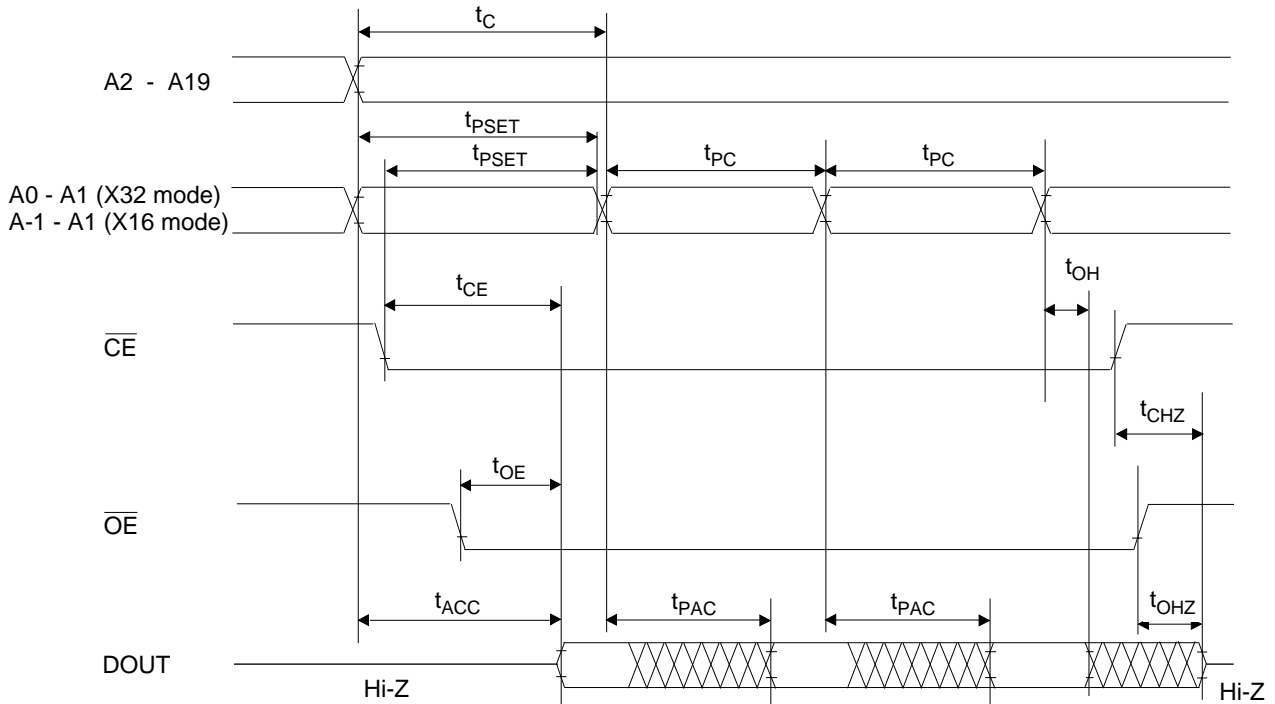 tC
A2 - A19
tPSET
tPSET
tPC
tPC
A0 - A1 (X32 mode)
A-1 - A1 (X16 mode)
tOH
tCE
CE
tCHZ
tOE
OE
tACC
tPAC
tPAC
tOHZ
DOUT
Hi-Z
Hi-Z